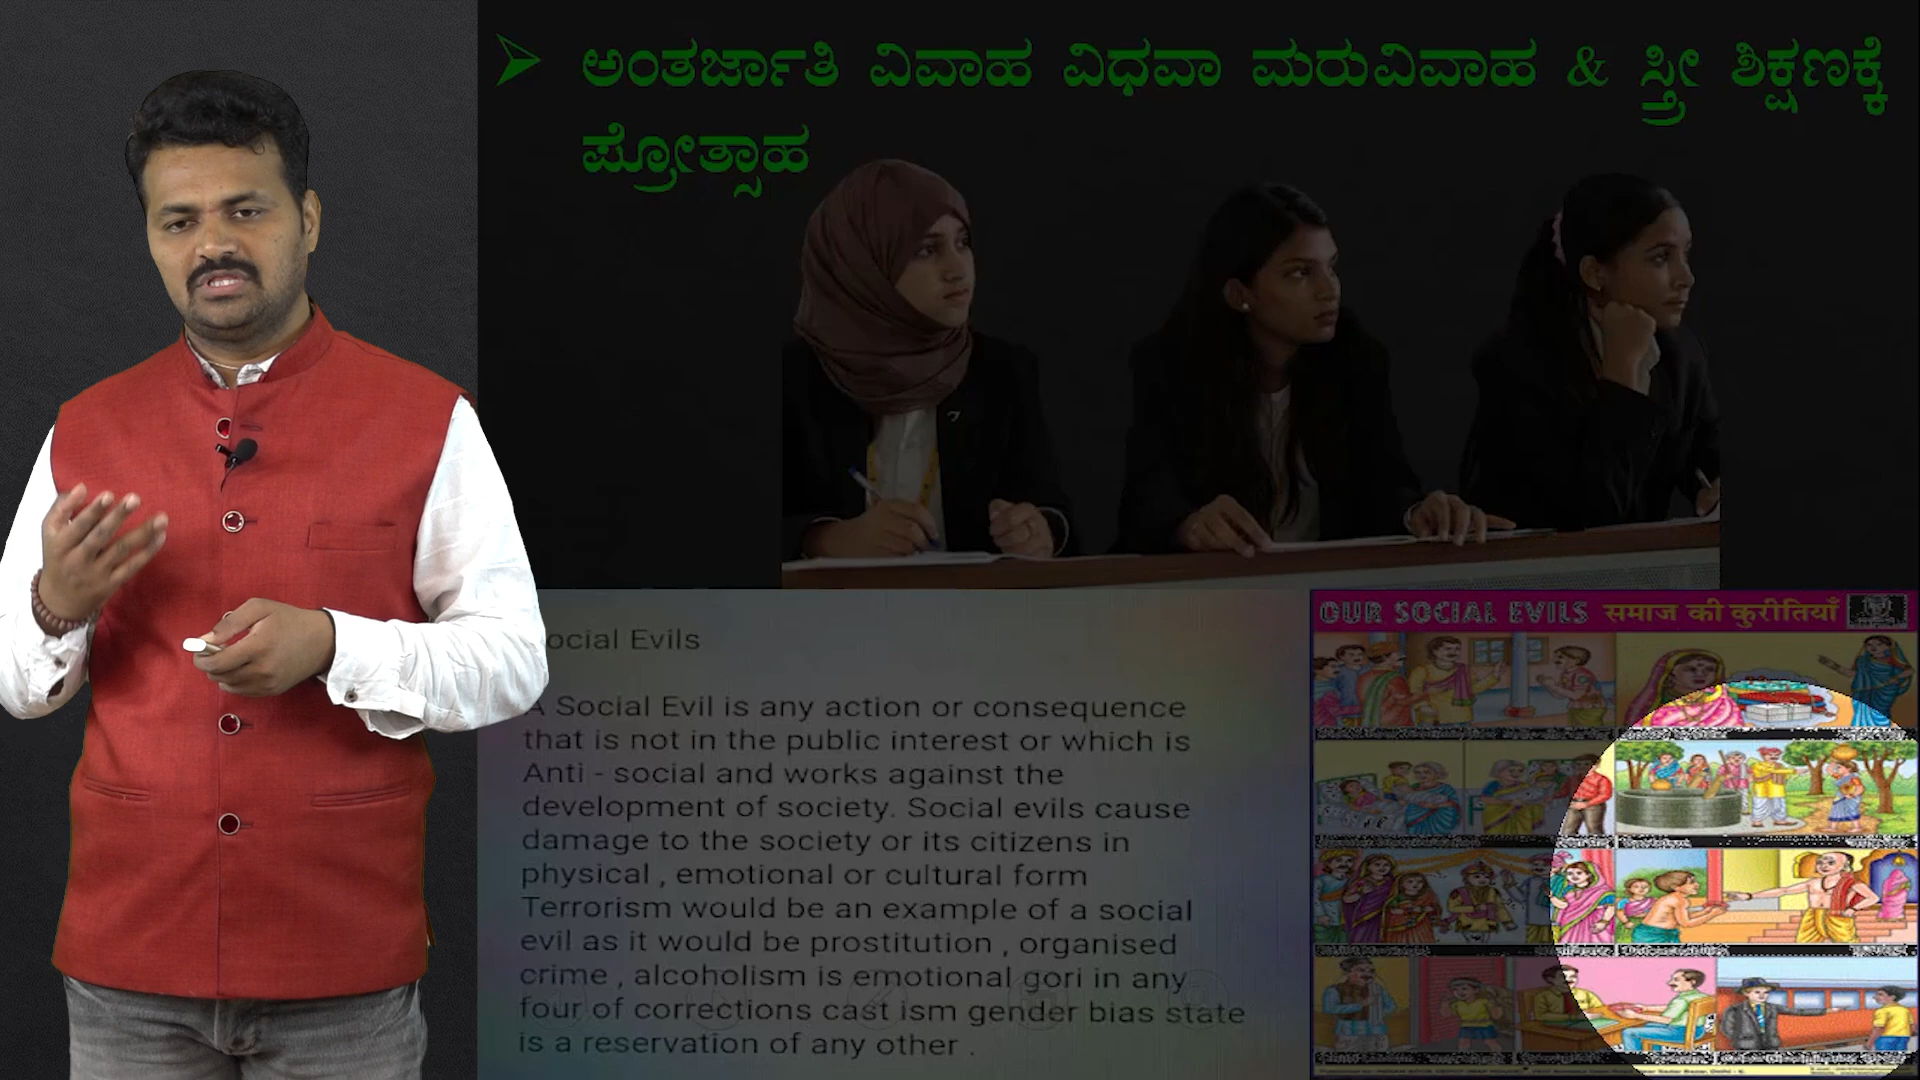 ➢ ಅಂತರ್ಜಾತಿ ವಿವಾಹ ವಿಧವಾ ಮರುವಿವಾಹ & ಸ್ತ್ರೀ ಶಿಕ್ಷಣಕ್ಕೆ
ಪ್ರೋತ್ಸಾಹ
ocial Evils
A Social Evil is any action or consequence
that is not in the public interest or which is
Anti - social and works against the
development of society. Social evils cause
damage to the society or its citizens in
physical , emotional or cultural form
Terrorism would be an example of a social
evil as it would be prostitution , organised
crime , alcoholism is emotional gori in any
four of corrections cast ism gender bias state
is a reservation of any other .
OUR SOCIAL EVILS समाज की कुरीतियाँ